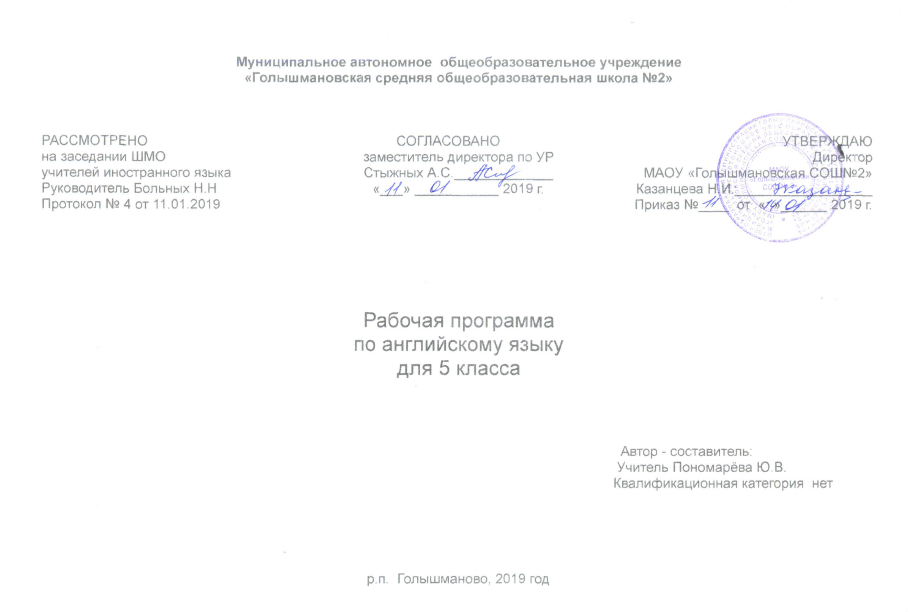 Муниципальное автономное общеобразовательное учреждение
«Голышмановская средняя общеобразовательная школа №2»
РАССМОТРЕНО
на заседании ШМО
учителей иностранного языка
Руководитель Больных Н.Н
Протокол № 4 от 11.01.2019
СОГЛАСОВАНО
заместитель директора по УР
Стыжных А.С.
« 11 » 01 2019 г.
УТВЕРЖДАЮ
Директор
МАОУ «Голышмановская СОШ№2»
Казанцева Н.И.
Приказ № 11 от «14» 01 2019 г.
Рабочая программа
по английскому языку
для 5 класса
Автор - составитель:
Учитель Пономарёва Ю.В.
Квалификационная категория нет
р.п. Голышманово, 2019 год